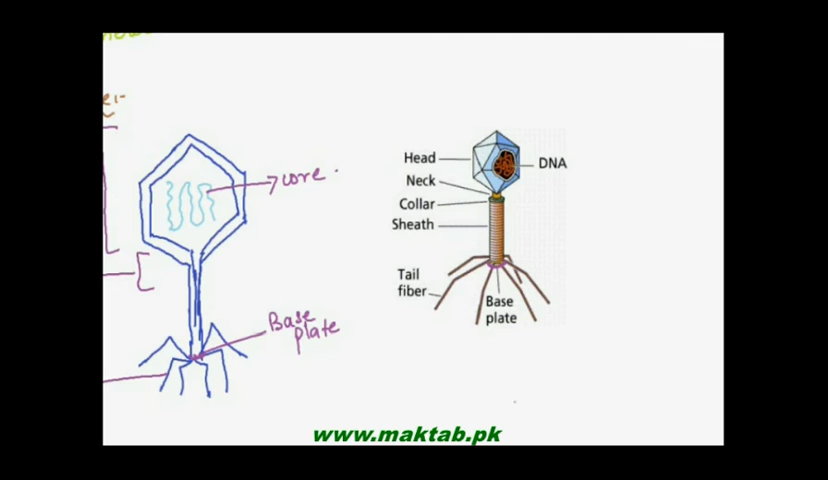 core
Base
plate
Head
DNA
Neck
Collar
Sheath
Tail
fiber
Base
plate
www.maktab.pk